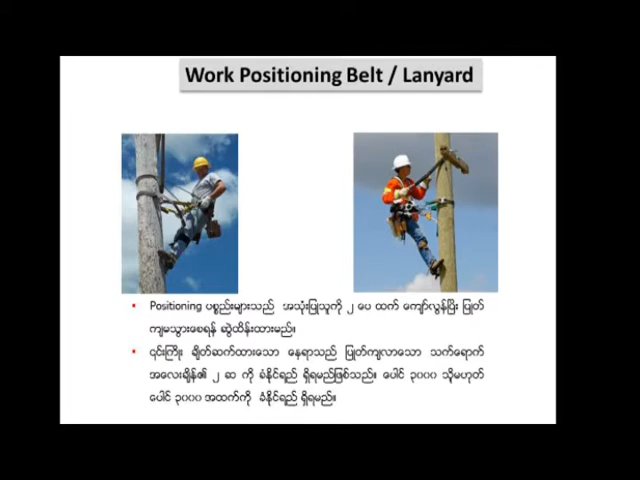 Work Positioning Belt / Lanyard
• Positioning ပစ္စည်းများသည် အသုံးပြုသူကို ၂ ပေ ထက် ကျော်လွန်ပြီး ပြုတ်
ကျမသွားစေရန် ဆွဲထိန်းထားမည်။
• ၎င်းကြိုး ချိတ်ဆက်ထားသော နေရာသည် ပြုတ်ကျလာသော သက်ရောက်
အလေးချိန်၏ ၂ ဆ ကို ခံနိုင်ရည် ရှိရမည်ဖြစ်သည်။ ပေါင် ၃၀၀၀ သို့မဟုတ်
ပေါင် ၃၀၀၀ အထက်ကို ခံနိုင်ရည် ရှိရမည်။